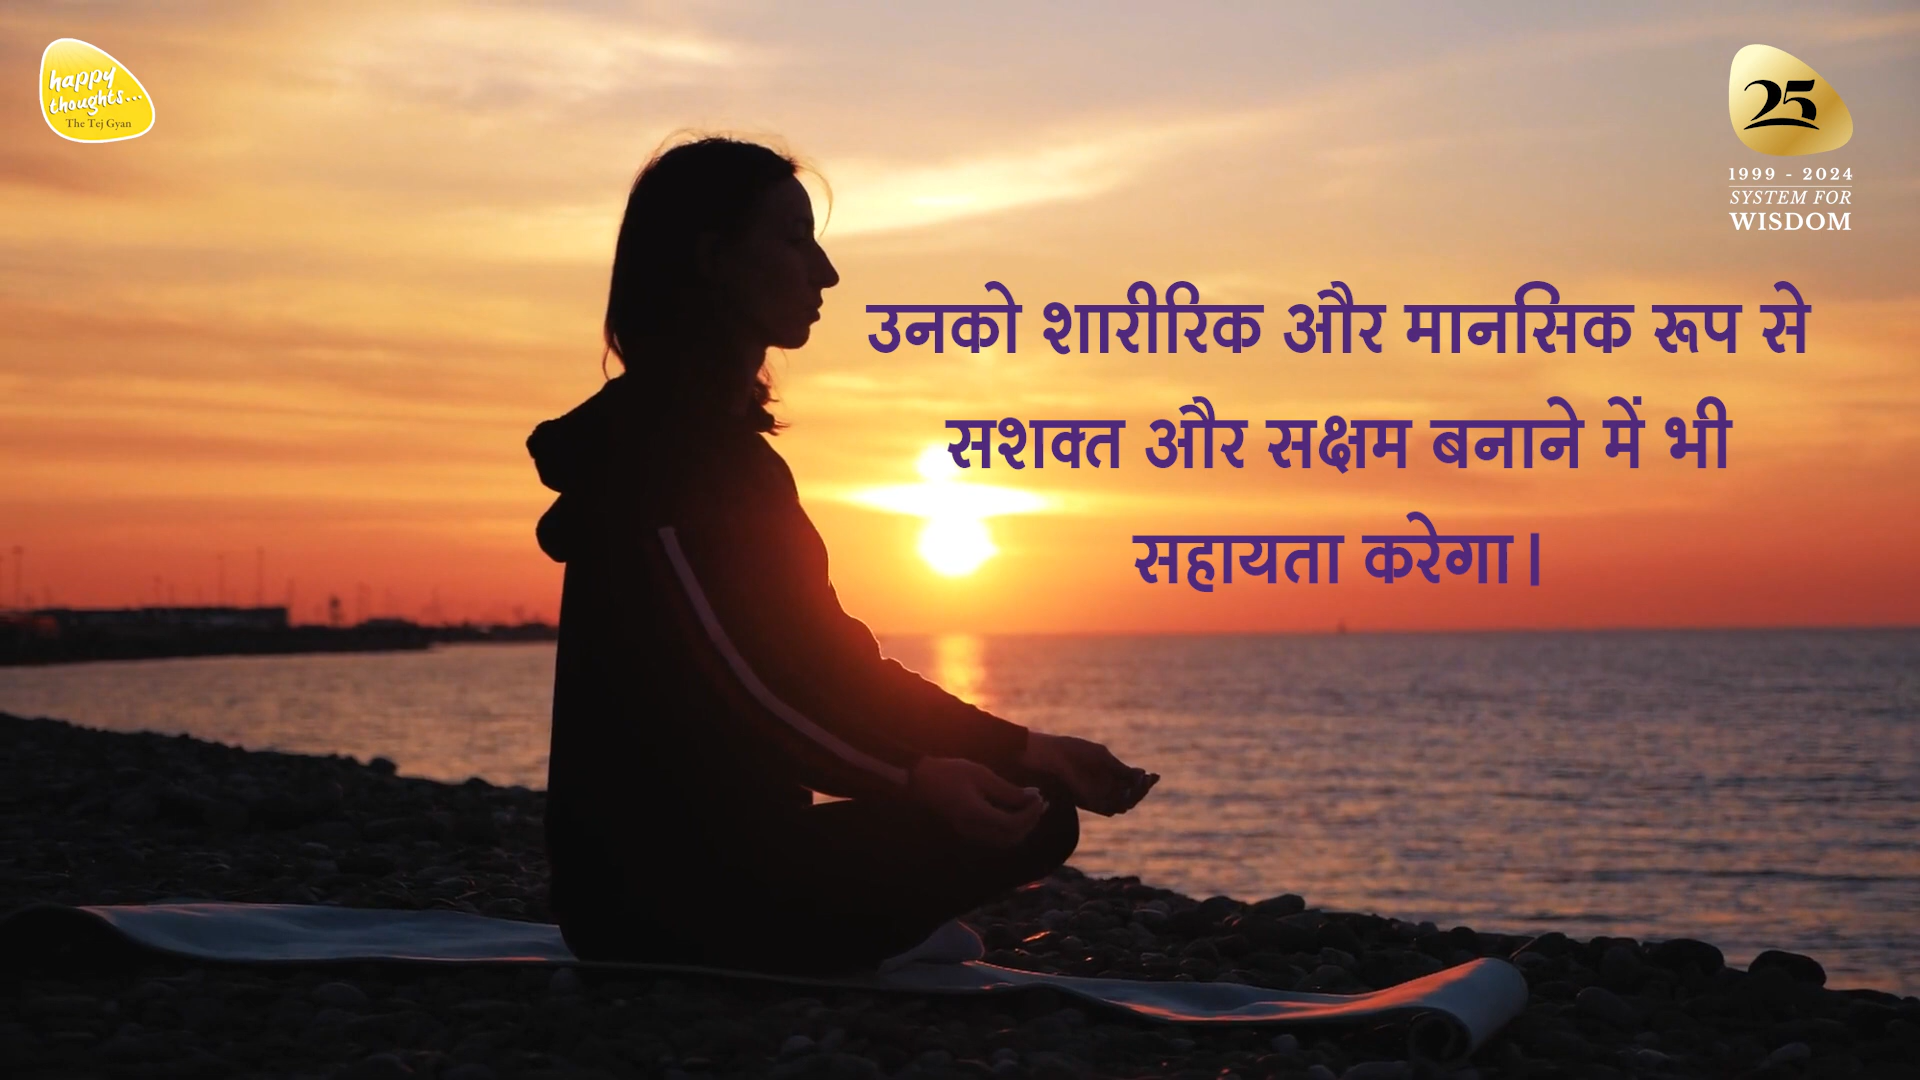 happy
thoughts...
The Tej Gyan
25
1999 - 2024
SYSTEM FOR
WISDOM
उनको शारीरिक और मानसिक रूप से
सशक्त और सक्षम बनाने में भी
सहायता करेगा।